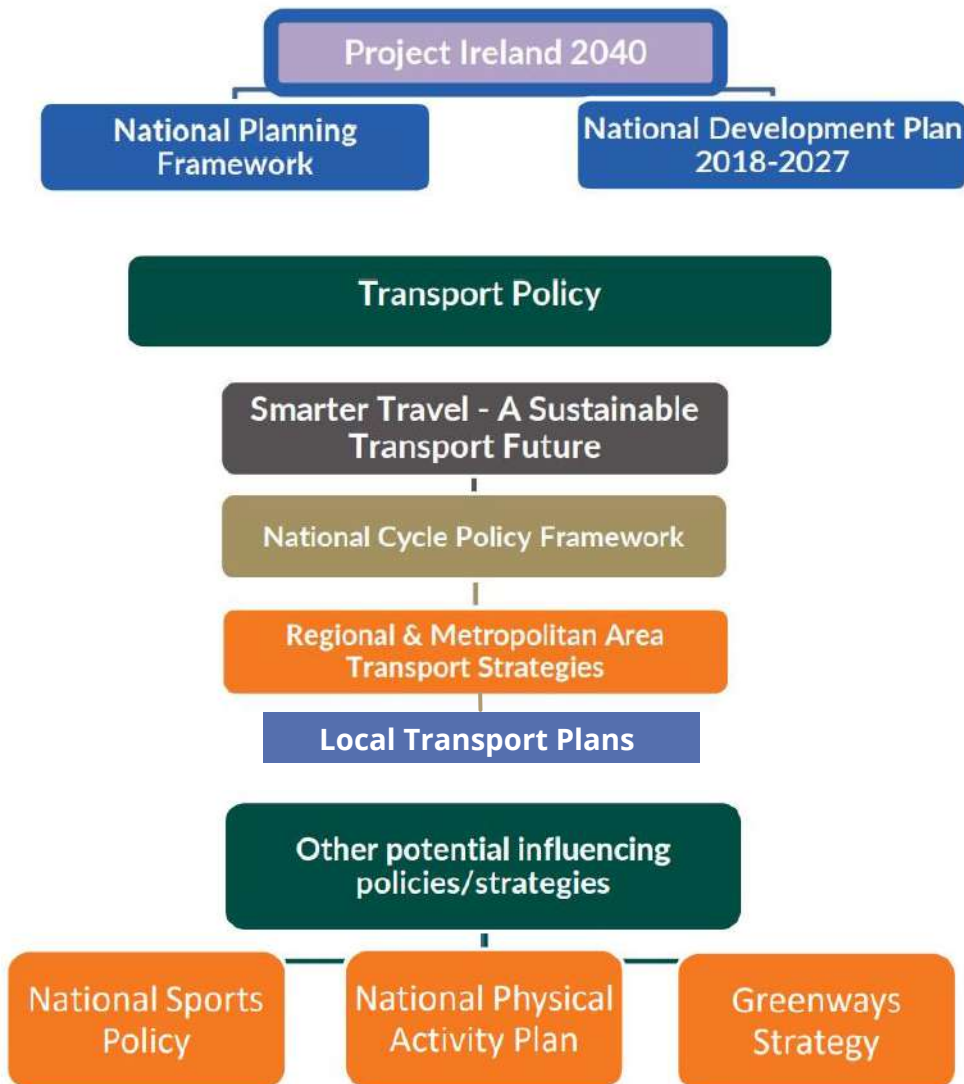 Project Ireland 2040
National Planning
Framework
National Development Plan
2018-2027
Transport Policy
Smarter Travel - A Sustainable
Transport Future
National Cycle Policy Framework
Regional & Metropolitan Area
Transport Strategies
Local Transport Plans
Other potential influencing
policies/strategies
National Sports
Policy
National Physical
Activity Plan
Greenways
Strategy